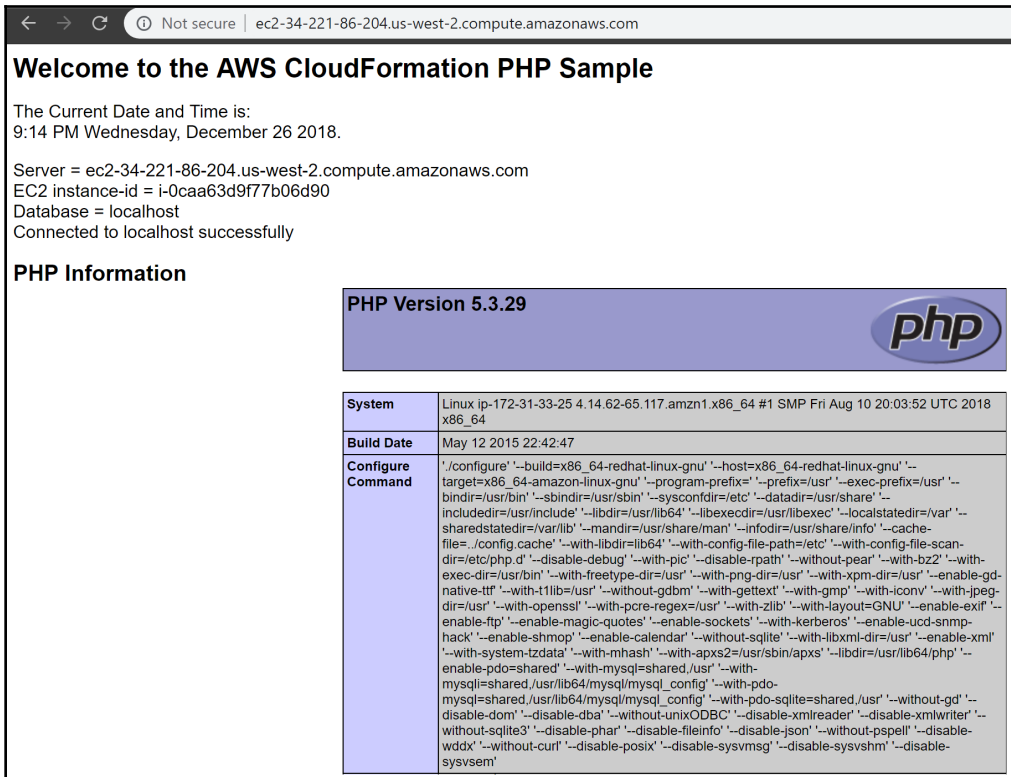 Not secure | ec2-34-221-86-204.us-west-2.compute.amazonaws.com
Welcome to the AWS CloudFormation PHP Sample
The Current Date and Time is:
9:14 PM Wednesday, December 26 2018.
Server = ec2-34-221-86-204.us-west-2.compute.amazonaws.com
EC2 instance-id = i-0caa63d9f77b06d90
Database = localhost
Connected to localhost successfully
PHP Information
PHP Version 5.3.29
php
System
Linux ip-172-31-33-25 4.14.62-65.117.amzn1.x86_64 #1 SMP Fri Aug 10 20:03:52 UTC 2018
x86_64
Build Date
May 12 2015 22:42:47
Configure
Command
'./configure' '--build=x86_64-redhat-linux-gnu' '--host=x86_64-redhat-linux-gnu' '--
target=x86_64-amazon-linux-gnu' '--program-prefix=' '--prefix=/usr' '--exec-prefix=/usr' '--
bindir=/usr/bin' '--sbindir=/usr/sbin' '--sysconfdir=/etc' '--datadir=/usr/share' '--
includedir=/usr/include' '--libdir=/usr/lib64' '--libexecdir=/usr/libexec' '--localstatedir=/var' '--
sharedstatedir=/var/lib' '--mandir=/usr/share/man' '--infodir=/usr/share/info' '--cache-
file=../config.cache' '--with-libdir=lib64' '--with-config-file-path=/etc' '--with-config-file-scan-
dir=/etc/php.d' '--disable-debug' '--with-pic' '--disable-rpath' '--without-pear' '--with-bz2' '--with-
exec-dir=/usr/bin' '--with-freetype-dir=/usr' '--with-png-dir=/usr' '--with-xpm-dir=/usr' '--enable-gd-
native-ttf' '--with-t1lib=/usr' '--without-gdbm' '--with-gettext' '--with-gmp' '--with-iconv' '--with-jpeg-
dir=/usr' '--with-openssl' '--with-pcre-regex=/usr' '--with-zlib' '--with-layout=GNU' '--enable-exif' '--
enable-ftp' '--enable-magic-quotes' '--enable-sockets' '--with-kerberos' '--enable-ucd-snmp-
hack' '--enable-shmop' '--enable-calendar' '--without-sqlite' '--with-libxml-dir=/usr' '--enable-xml'
'--with-system-tzdata' '--with-mhash' '--with-apxs2=/usr/sbin/apxs' '--libdir=/usr/lib64/php' '--
enable-pdo=shared' '--with-mysql=shared,/usr' '--with-
mysqli=shared,/usr/lib64/mysql/mysql_config' '--with-pdo-
mysql=shared,/usr/lib64/mysql/mysql_config' '--with-pdo-sqlite=shared,/usr' '--without-gd' '--
disable-dom' '--disable-dba' '--without-unixODBC' '--disable-xmlreader' '--disable-xmlwriter' '--
without-sqlite3' '--disable-phar' '--disable-fileinfo' '--disable-json' '--without-pspell' '--disable-
wddx' '--without-curl' '--disable-posix' '--disable-sysvmsg' '--disable-sysvshm' '--disable-
sysvsem'